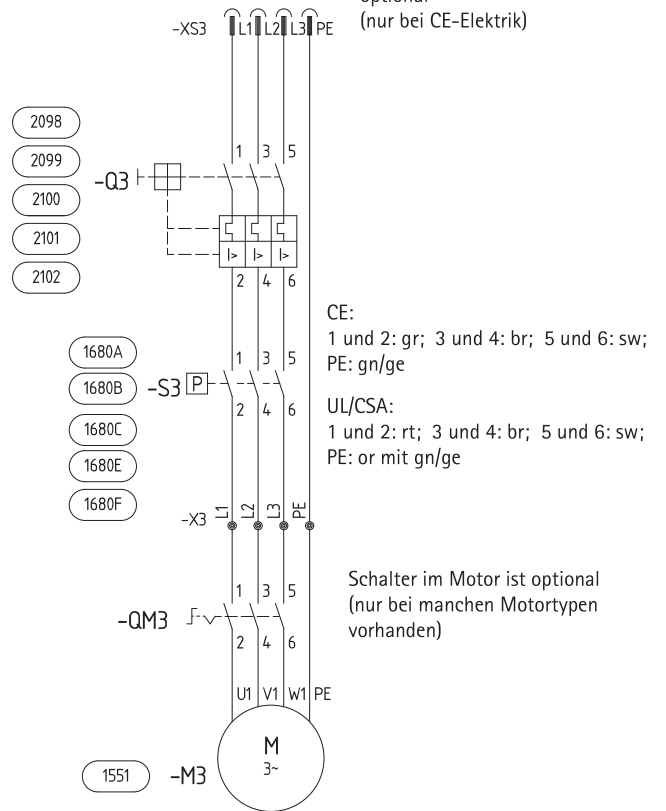 optional
(nur bei CE-Elektrik)
-XS3 L1 L2 L3 PE
2098
2099
2100
2101
2102
-Q3
1 3 5
I> I> I>
2 4 6
CE:
1 und 2: gr; 3 und 4: br; 5 und 6: sw;
PE: gn/ge
UL/CSA:
1 und 2: rt; 3 und 4: br; 5 und 6: sw;
PE: or mit gn/ge
1680A
1680B
1680C
1680E
1680F
-S3 P
1 3 5
2 4 6
-X3 L1 L2 L3 PE
Schalter im Motor ist optional
(nur bei manchen Motortypen
vorhanden)
-QM3
1 3 5
2 4 6
U1 V1 W1 PE
M
3~
1551 -M3